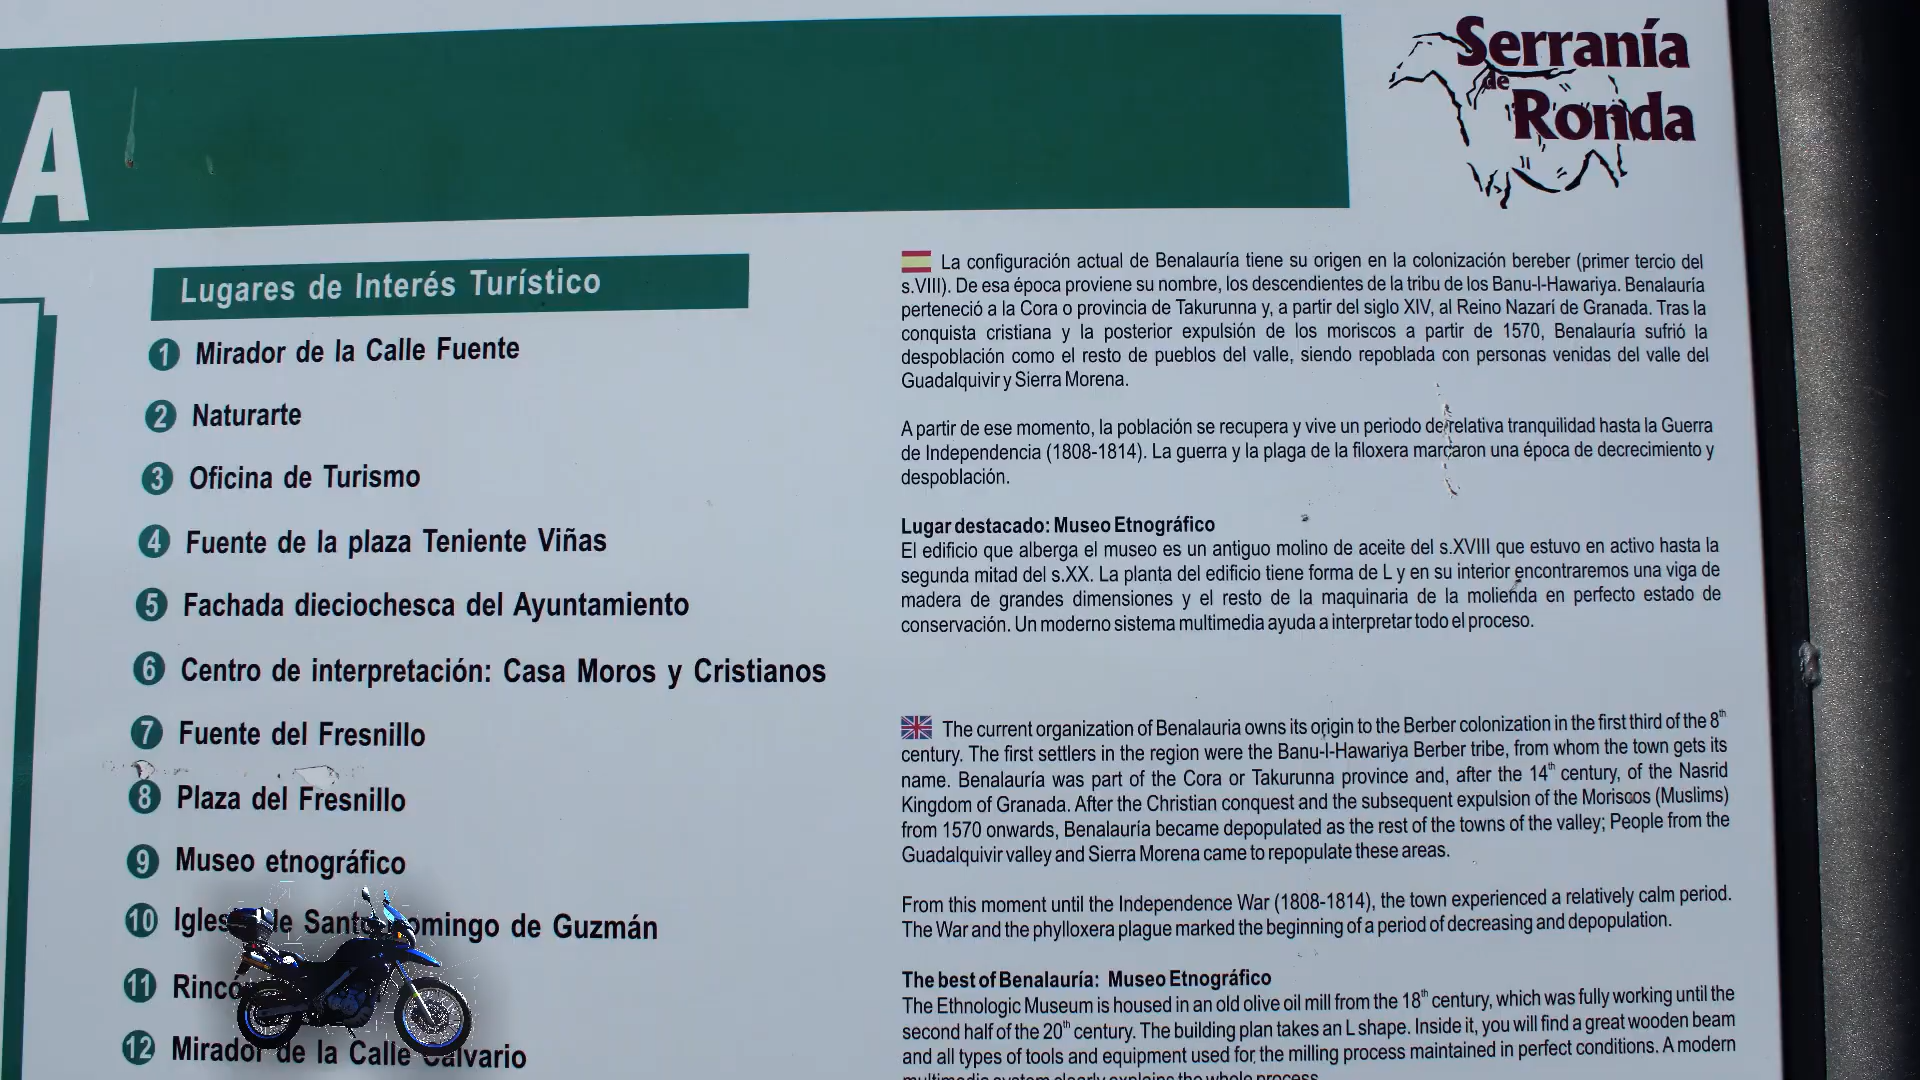 A
Serranía
de
Ronda
Lugares de Interés Turístico
1 Mirador de la Calle Fuente
2 Naturarte
3 Oficina de Turismo
4 Fuente de la plaza Teniente Viñas
5 Fachada dieciochesca del Ayuntamiento
6 Centro de interpretación: Casa Moros y Cristianos
7 Fuente del Fresnillo
8 Plaza del Fresnillo
9 Museo etnográfico
10 de Guzmán
11
12 Mirador de la Calle Calvario
La configuración actual de Benalauría tiene su origen en la colonización bereber (primer tercio del
s.VIII). De esa época proviene su nombre, los descendientes de la tribu de los Banu-l-Hawariya. Benalauría
perteneció a la Cora o provincia de Takurunna y, a partir del siglo XIV, al Reino Nazarí de Granada. Tras la
conquista cristiana y la posterior expulsión de los moriscos a partir de 1570, Benalauría sufrió la
despoblación como el resto de pueblos del valle, siendo repoblada con personas venidas del valle del
Guadalquivir y Sierra Morena.
A partir de ese momento, la población se recupera y vive un periodo de relativa tranquilidad hasta la Guerra
de Independencia (1808-1814). La guerra y la plaga de la filoxera marcaron una época de decrecimiento y
despoblación.
Lugar destacado: Museo Etnográfico
El edificio que alberga el museo es un antiguo molino de aceite del s.XVIII que estuvo en activo hasta la
segunda mitad del s.XX. La planta del edificio tiene forma de L y en su interior encontraremos una viga de
madera de grandes dimensiones y el resto de la maquinaria de la molienda en perfecto estado de
conservación. Un moderno sistema multimedia ayuda a interpretar todo el proceso.
The current organization of Benalauria owns its origin to the Berber colonization in the first third of the 8th
century. The first settlers in the region were the Banu-l-Hawariya Berber tribe, from whom the town gets its
name. Benalauría was part of the Cora or Takurunna province and, after the 14th century, of the Nasrid
Kingdom of Granada. After the Christian conquest and the subsequent expulsion of the Moriscos (Muslims)
from 1570 onwards, Benalauría became depopulated as the rest of the towns of the valley; People from the
Guadalquivir valley and Sierra Morena came to repopulate these areas.
From this moment until the Independence War (1808-1814), the town experienced a relatively calm period.
The War and the phylloxera plague marked the beginning of a period of decreasing and depopulation.
The best of Benalauría: Museo Etnográfico
The Ethnologic Museum is housed in an old olive oil mill from the 18th century, which was fully working until the
second half of the 20th century. The building plan takes an L shape. Inside it, you will find a great wooden beam
and all types of tools and equipment used for the milling process maintained in perfect conditions. A modern
multimedia system clearly explains the whole process.